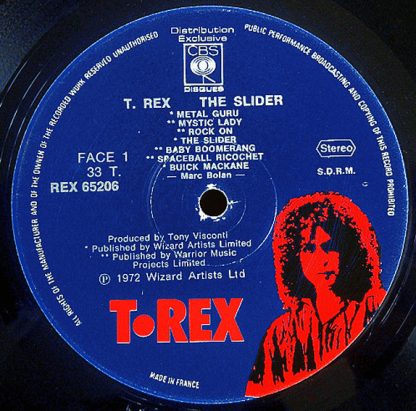 ALL RIGHTS OF THE MANUFACTURER AND OF THE OWNER OF THE RECORDED WORK RESERVED UNAUTHORISED
PUBLIC PERFORMANCE BROADCASTING AND COPYING OF THIS RECORD PROHIBITED
Distribution
Exclusive
CBS
DISQUES
T. REX THE SLIDER
* METAL GURU
** MYSTIC LADY
** ROCK ON
* THE SLIDER
** BABY BOOMERANG
** SPACEBALL RICOCHET
* BUICK MACKANE
— Marc Bolan —
FACE 1
33 T.
REX 65206
Stereo
S.D.R.M.
Produced by Tony Visconti
* Published by Wizard Artists Limited
** Published by Warrior Music
Projects Limited
℗ 1972 Wizard Artists Ltd
T•REX
MADE IN FRANCE